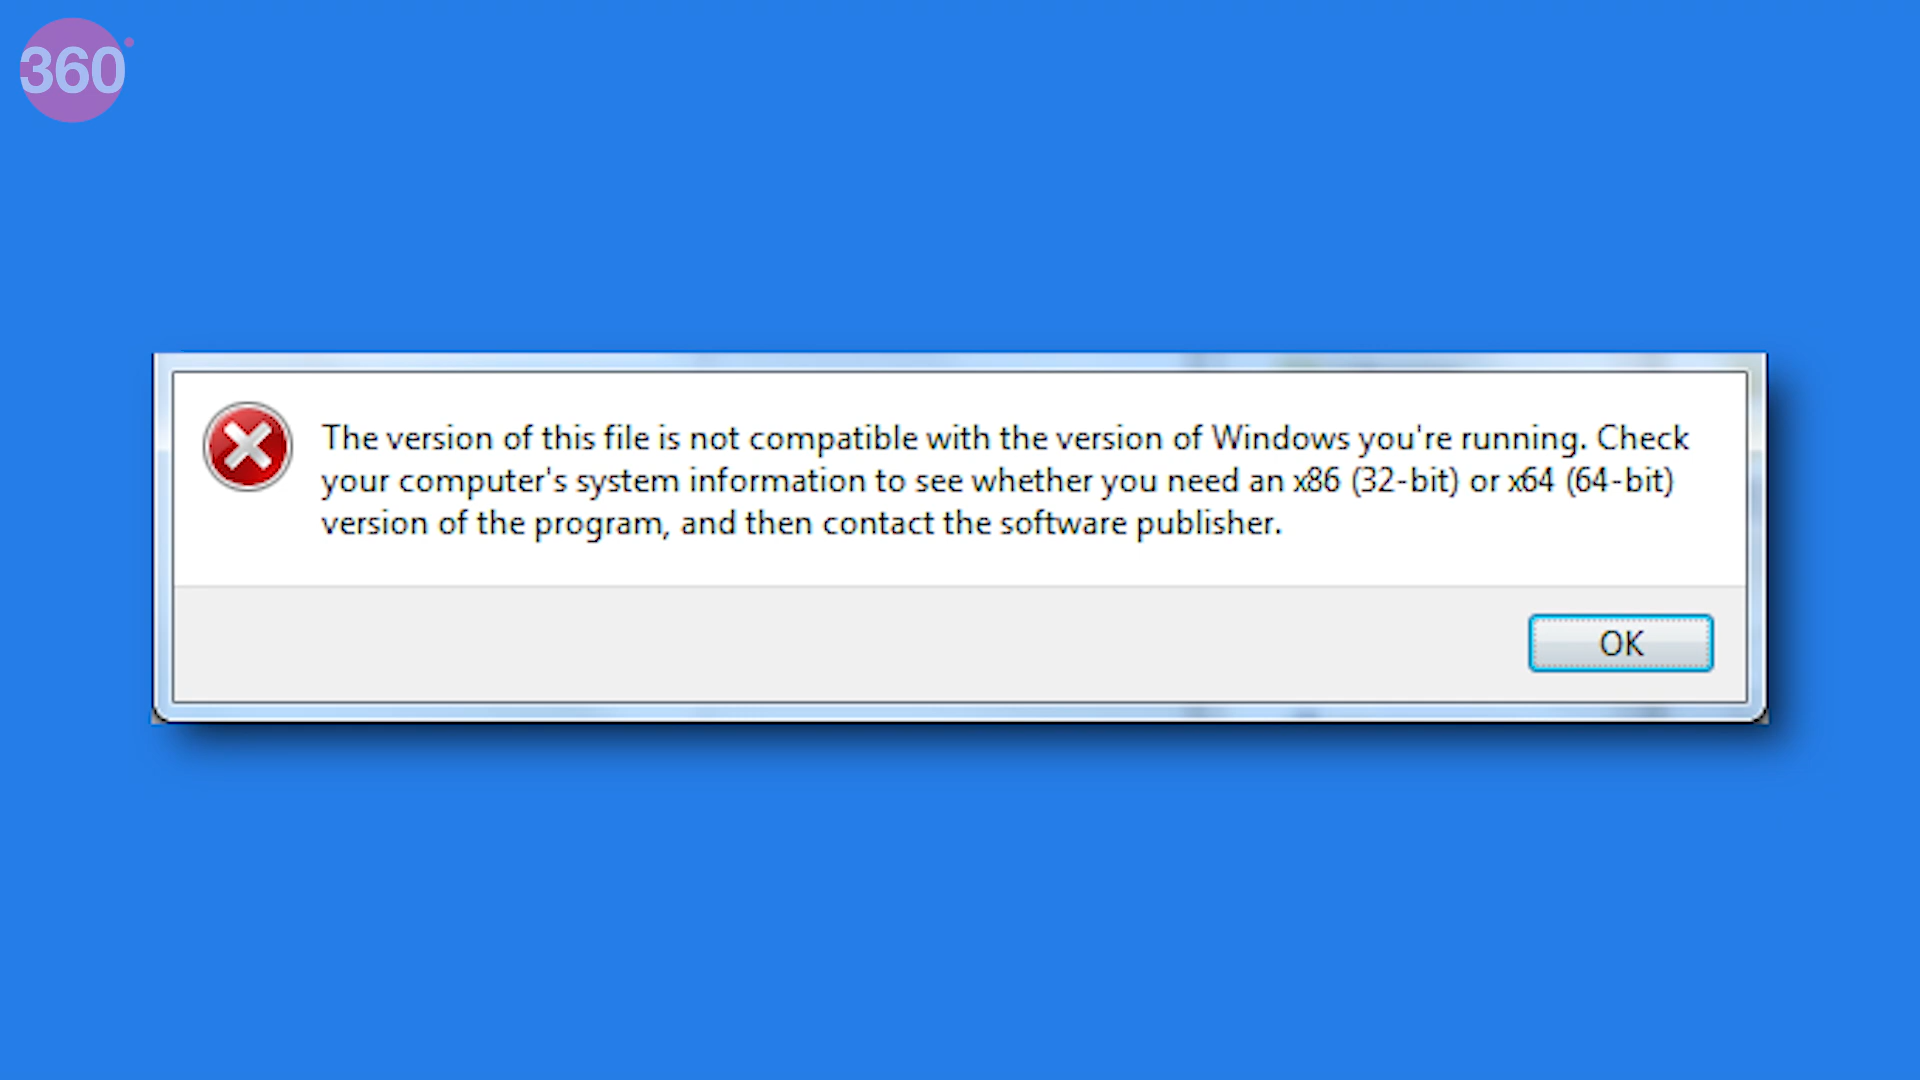 360
The version of this file is not compatible with the version of Windows you're running. Check
your computer's system information to see whether you need an x86 (32-bit) or x64 (64-bit)
version of the program, and then contact the software publisher.
OK